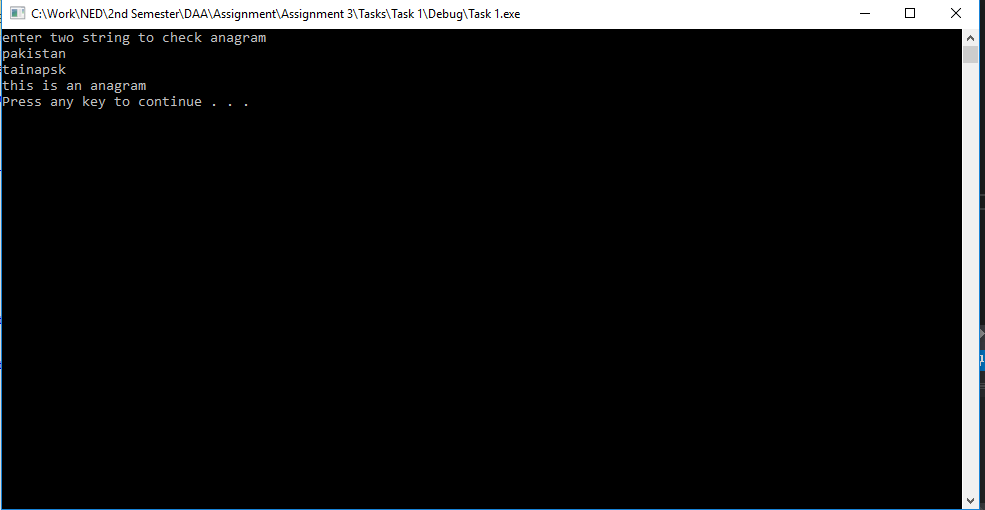 C:\Work\NED\2nd Semester\DAA\Assignment\Assignment 3\Tasks\Task 1\Debug\Task 1.exe
enter two string to check anagram
pakistan
tainapsk
this is an anagram
Press any key to continue . . .